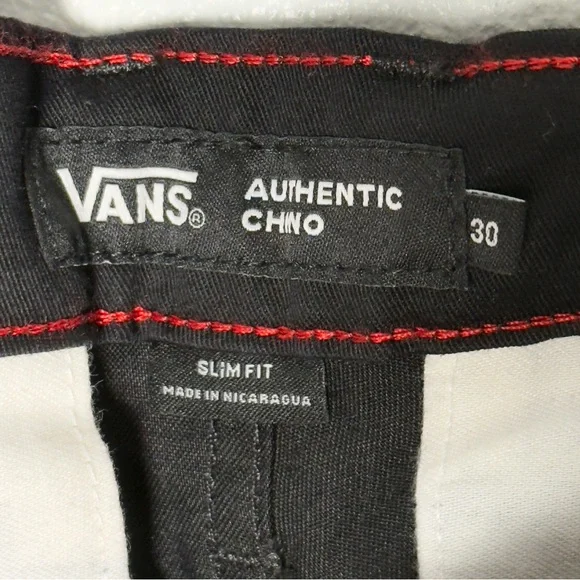 VANS®
AUTHENTIC
CHINO
30
SLIM FIT
MADE IN NICARAGUA